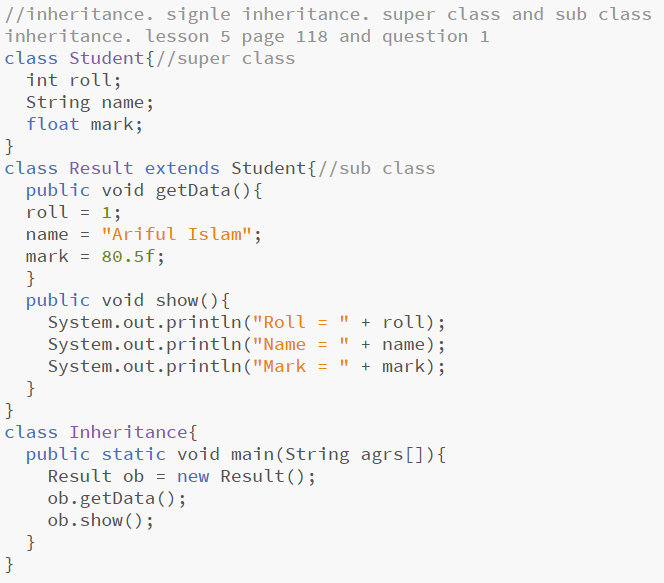 //inheritance. signle inheritance. super class and sub class
inheritance. lesson 5 page 118 and question 1
class Student{//super class
  int roll;
  String name;
  float mark;
}
class Result extends Student{//sub class
  public void getData(){
  roll = 1;
  name = "Ariful Islam";
  mark = 80.5f;
  }
  public void show(){
    System.out.println("Roll = " + roll);
    System.out.println("Name = " + name);
    System.out.println("Mark = " + mark);
  }
}
class Inheritance{
  public static void main(String agrs[]){
    Result ob = new Result();
    ob.getData();
    ob.show();
  }
}